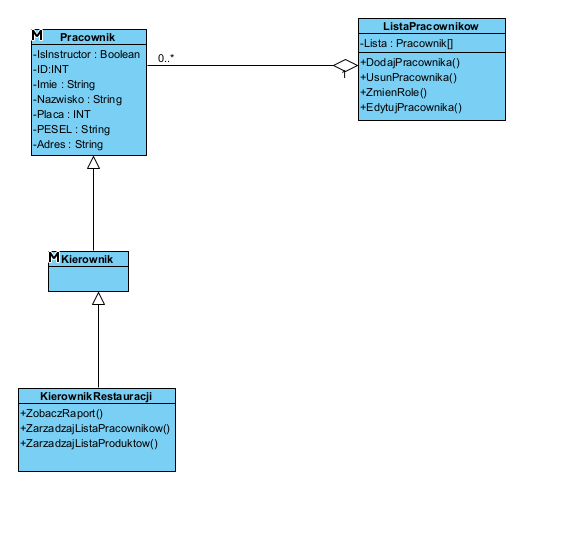 M Pracownik
-IsInstructor : Boolean
-ID:INT
-Imie : String
-Nazwisko : String
-Placa : INT
-PESEL : String
-Adres : String
0..*
1
ListaPracownikow
-Lista : Pracownik[]
+DodajPracownika()
+UsunPracownika()
+ZmienRole()
+EdytujPracownika()
M Kierownik
KierownikRestauracji
+ZobaczRaport()
+ZarzadzajListaPracownikow()
+ZarzadzajListaProduktow()